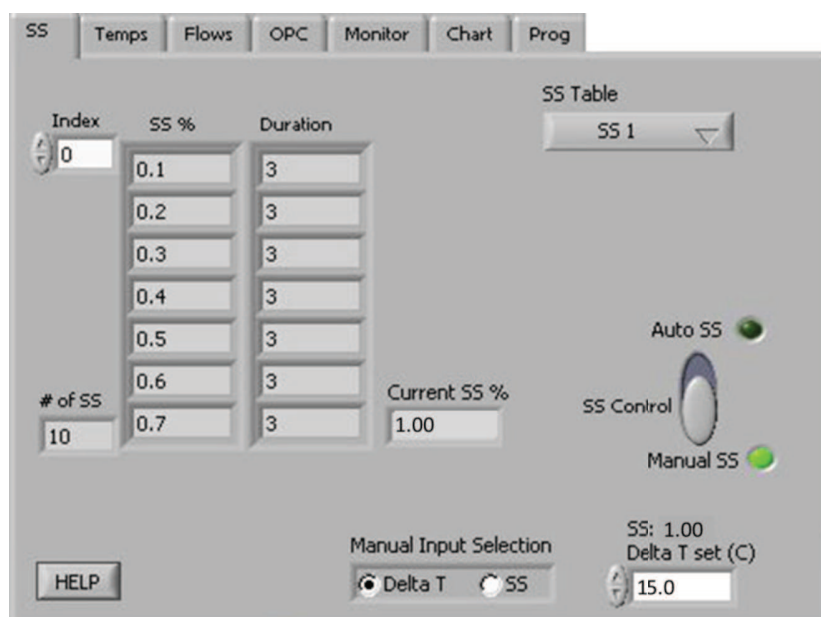 SS Temps Flows OPC Monitor Chart Prog
SS Table
SS 1
Index SS % Duration
0
0.1 3
0.2 3
0.3 3
0.4 3
0.5 3
0.6 3
0.7 3
# of SS
10
Current SS %
1.00
Auto SS
SS Control
Manual SS
Manual Input Selection
Delta T SS
SS: 1.00
Delta T set (C)
15.0
HELP